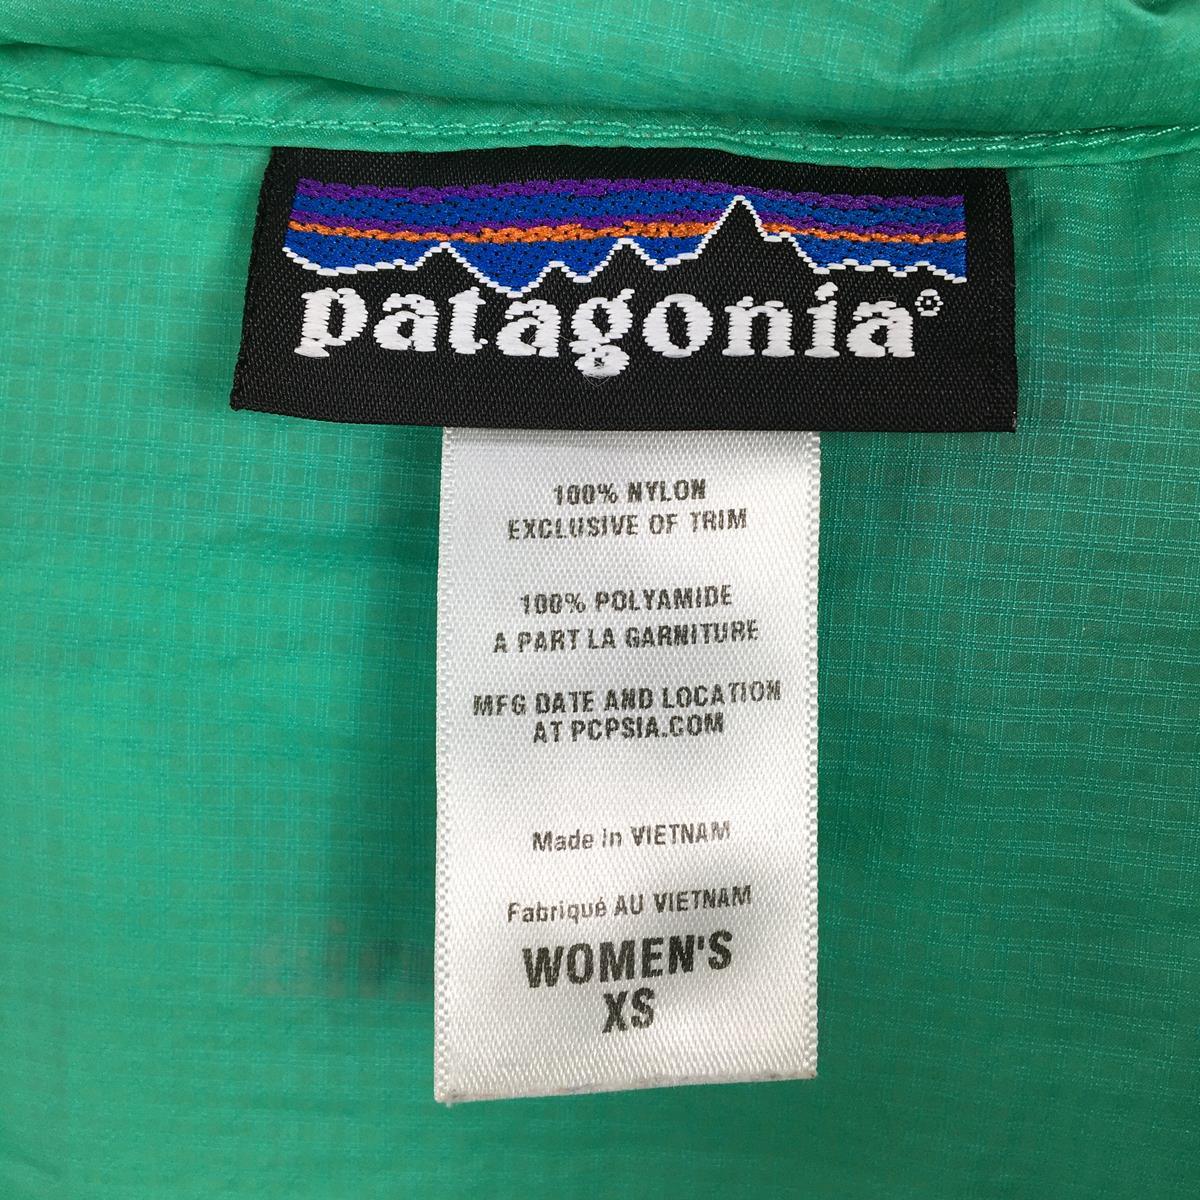 patagonia®
100% NYLON
EXCLUSIVE OF TRIM
100% POLYAMIDE
A PART LA GARNITURE
MFG DATE AND LOCATION
AT PCPSIA.COM
Made in VIETNAM
Fabriqué AU VIETNAM
WOMEN'S
XS